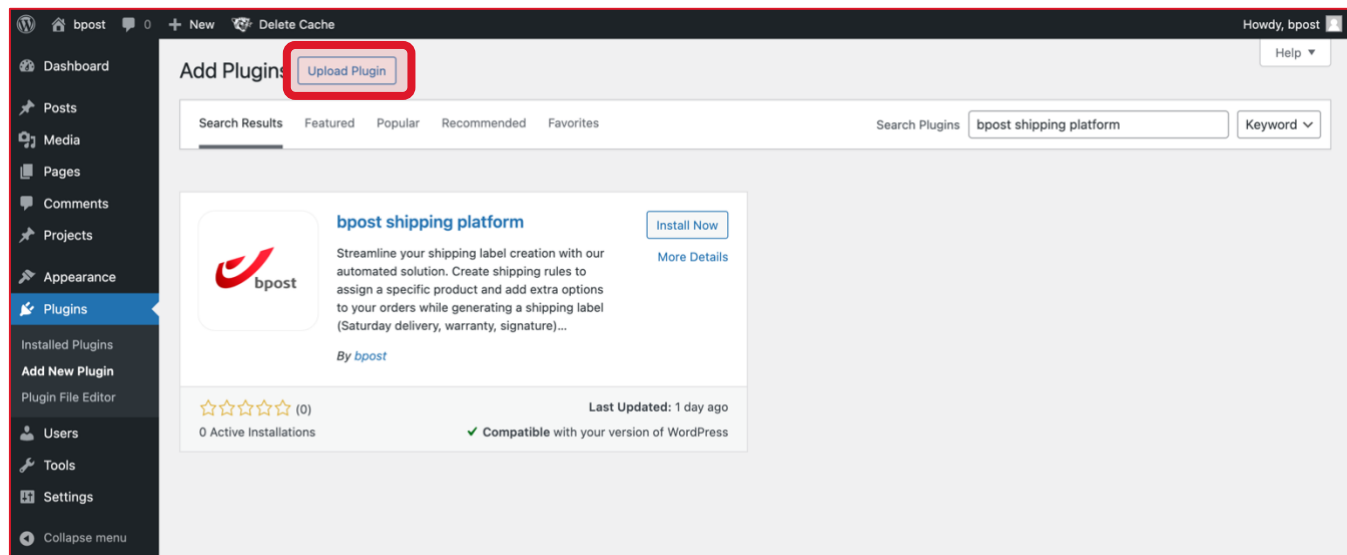 bpost 0 + New Delete Cache Howdy, bpost
Help ▼
Dashboard
Posts
Media
Pages
Comments
Projects
Appearance
Plugins
Installed Plugins
Add New Plugin
Plugin File Editor
Users
Tools
Settings
Collapse menu
Add Plugins Upload Plugin
Search Results Featured Popular Recommended Favorites Search Plugins bpost shipping platform Keyword
bpost
bpost shipping platform
Install Now
More Details
Streamline your shipping label creation with our
automated solution. Create shipping rules to
assign a specific product and add extra options
to your orders while generating a shipping label
(Saturday delivery, warranty, signature)...
By bpost
(0) Last Updated: 1 day ago
0 Active Installations ✔ Compatible with your version of WordPress